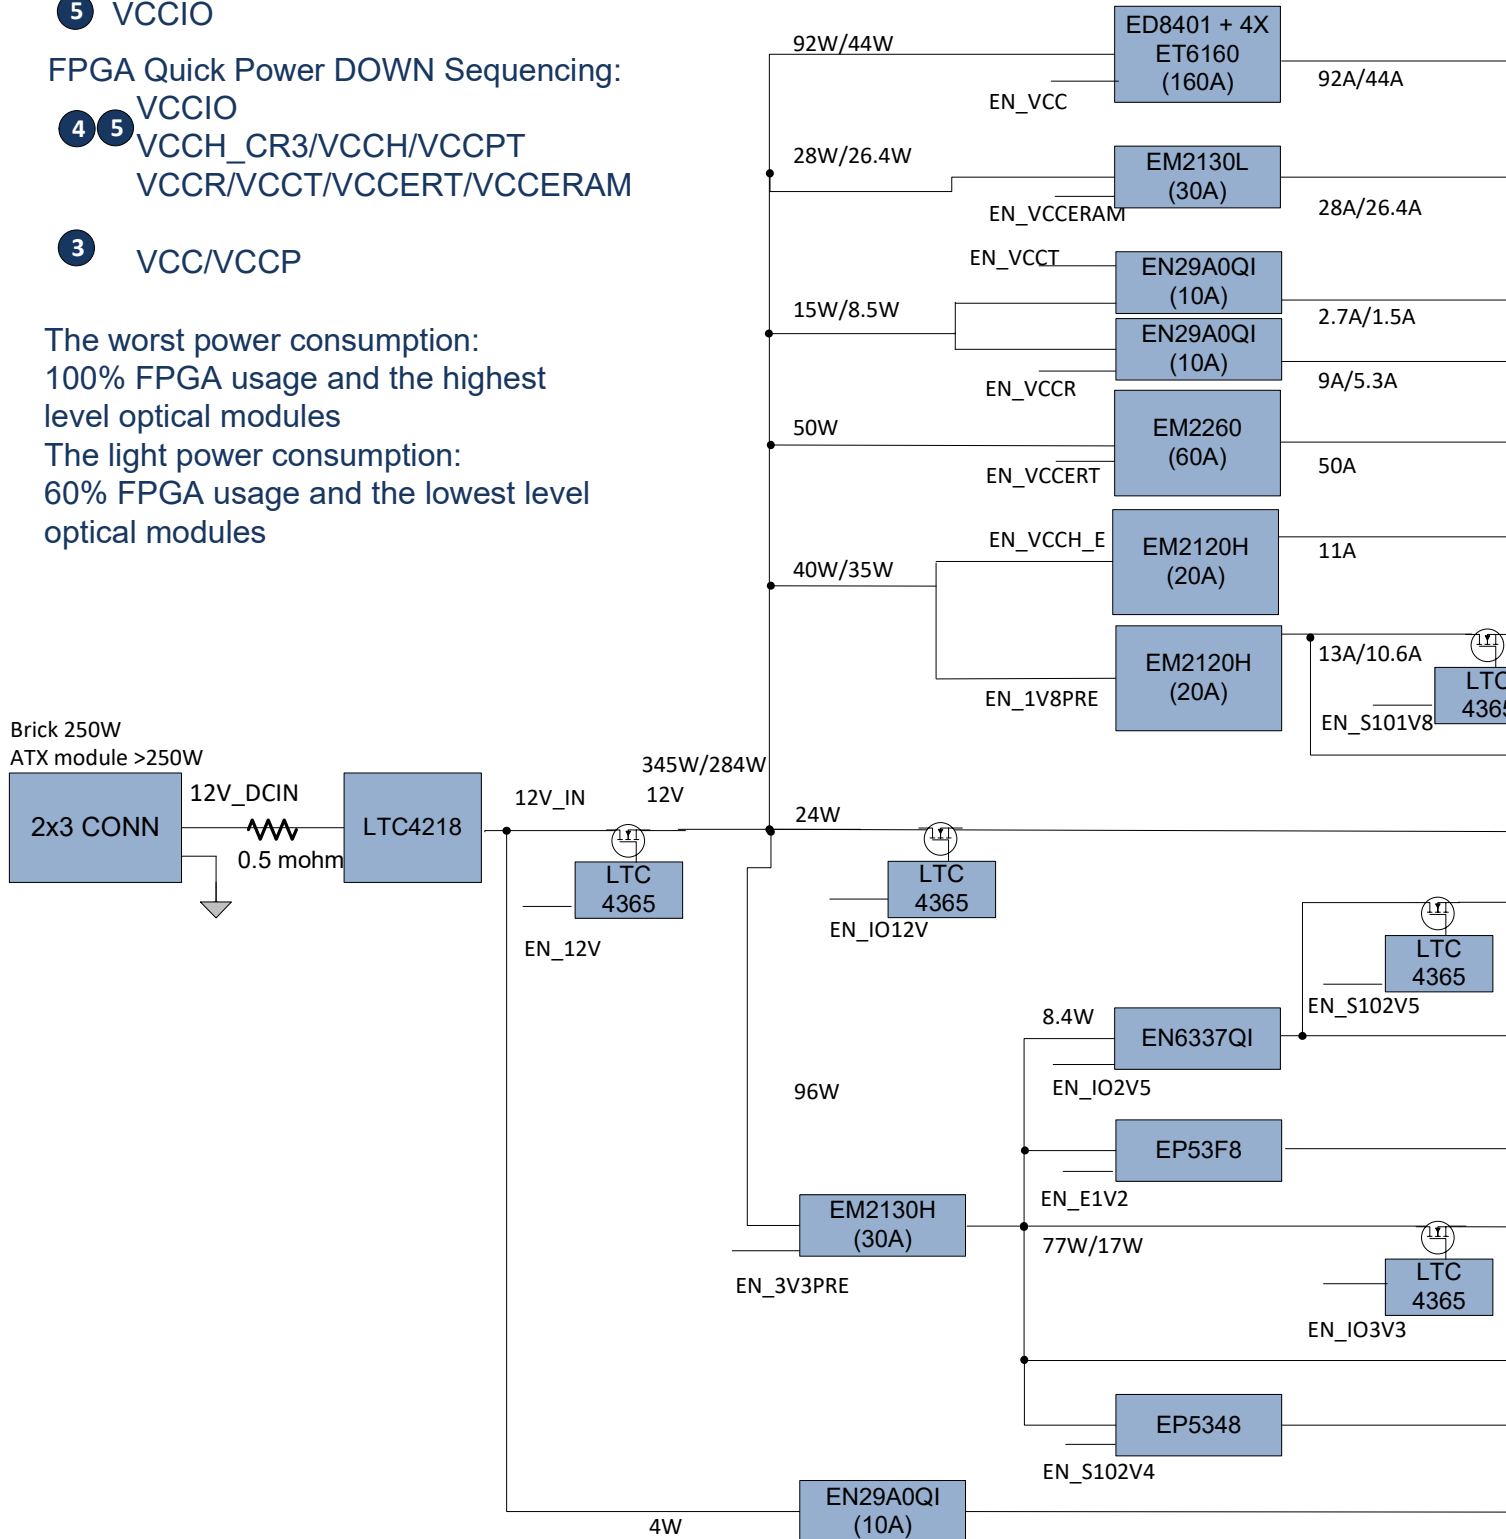 5 VCCIO
FPGA Quick Power DOWN Sequencing:
VCCIO
4 5
VCCH_CR3/VCCH/VCCPT
VCCR/VCCT/VCCERT/VCCERAM
3
VCC/VCCP
The worst power consumption:
100% FPGA usage and the highest
level optical modules
The light power consumption:
60% FPGA usage and the lowest level
optical modules
92W/44W
EN_VCC
ED8401 + 4X
ET6160
(160A)
92A/44A
28W/26.4W
EN_VCCERAM
EM2130L
(30A)
28A/26.4A
EN_VCCT
EN29A0QI
(10A)
2.7A/1.5A
15W/8.5W
EN29A0QI
(10A)
EN_VCCR
9A/5.3A
50W
EM2260
(60A)
EN_VCCERT
50A
EN_VCCH_E
EM2120H
(20A)
11A
40W/35W
EM2120H
(20A)
EN_1V8PRE
13A/10.6A
EN_S101V8
LTC
4365
Brick 250W
ATX module >250W
2x3 CONN
12V_DCIN
0.5 mohm
LTC4218
12V_IN
345W/284W
12V
LTC
4365
EN_12V
24W
LTC
4365
EN_IO12V
LTC
4365
EN_S102V5
8.4W
EN6337QI
EN_IO2V5
96W
EP53F8
EN_E1V2
EM2130H
(30A)
EN_3V3PRE
77W/17W
LTC
4365
EN_IO3V3
EP5348
EN_S102V4
EN29A0QI
(10A)
4W